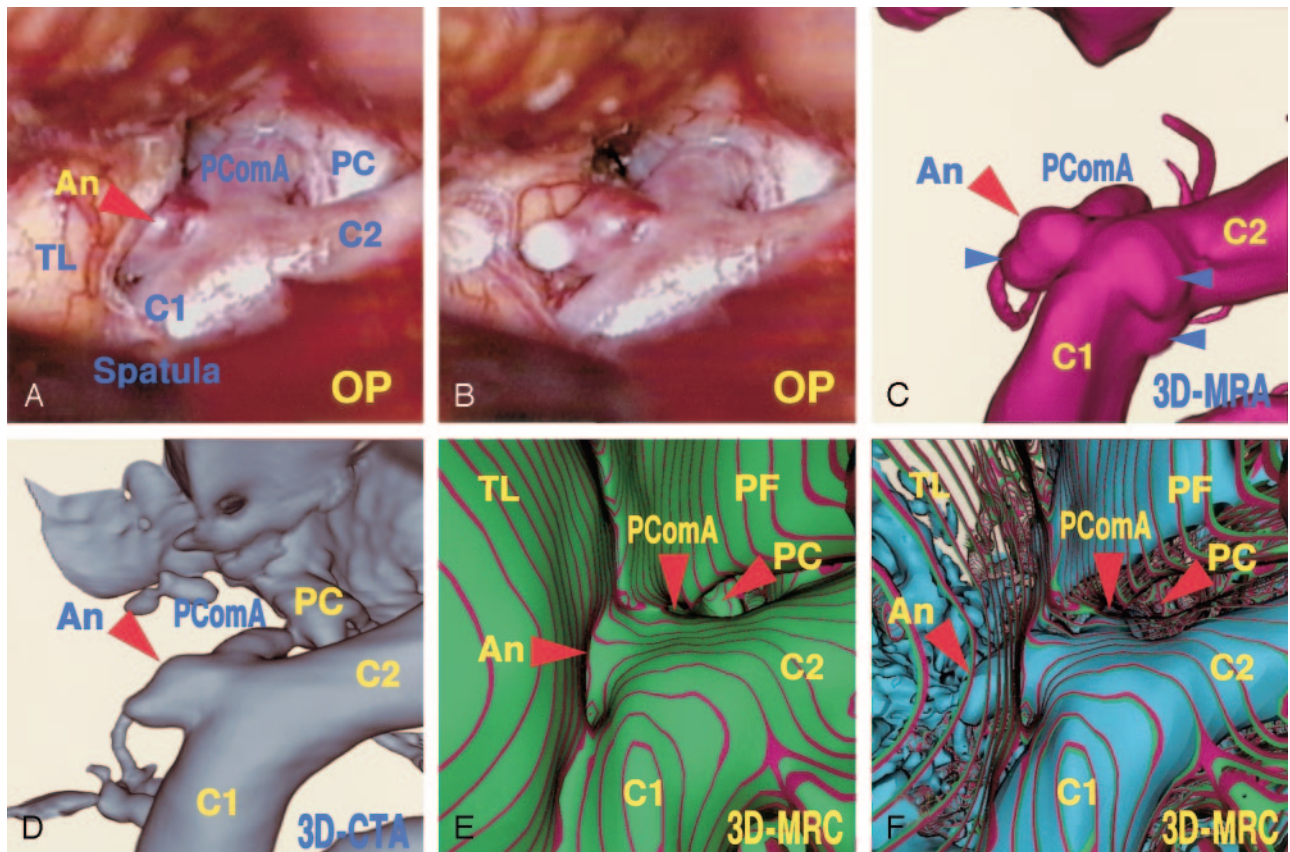 PComA
PC
An
TL
C2
C1
Spatula
A
OP
B
OP
An
PComA
C2
C1
C
3D-MRA
An
PComA
PC
C2
C1
D
3D-CTA
TL
PF
PComA
PC
An
C2
C1
E
3D-MRC
TL
PF
PComA
PC
An
C2
C1
F
3D-MRC